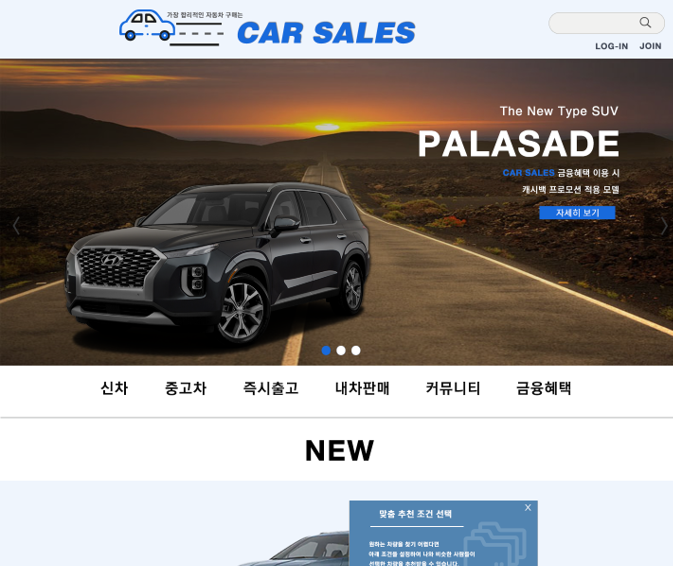 가장 합리적인 자동차 구매는
CAR SALES
LOG-IN JOIN
The New Type SUV
PALASADE
CAR SALES 금융혜택 이용 시
캐시백 프로모션 적용 모델
자세히 보기
신차 중고차 즉시출고 내차판매 커뮤니티 금융혜택
NEW
맞춤 추천 조건 선택 X
원하는 차량을 찾기 어렵다면
아래 조건을 설정하여 나와 비슷한 사람들이
선택한 차량을 추천받을 수 있습니다